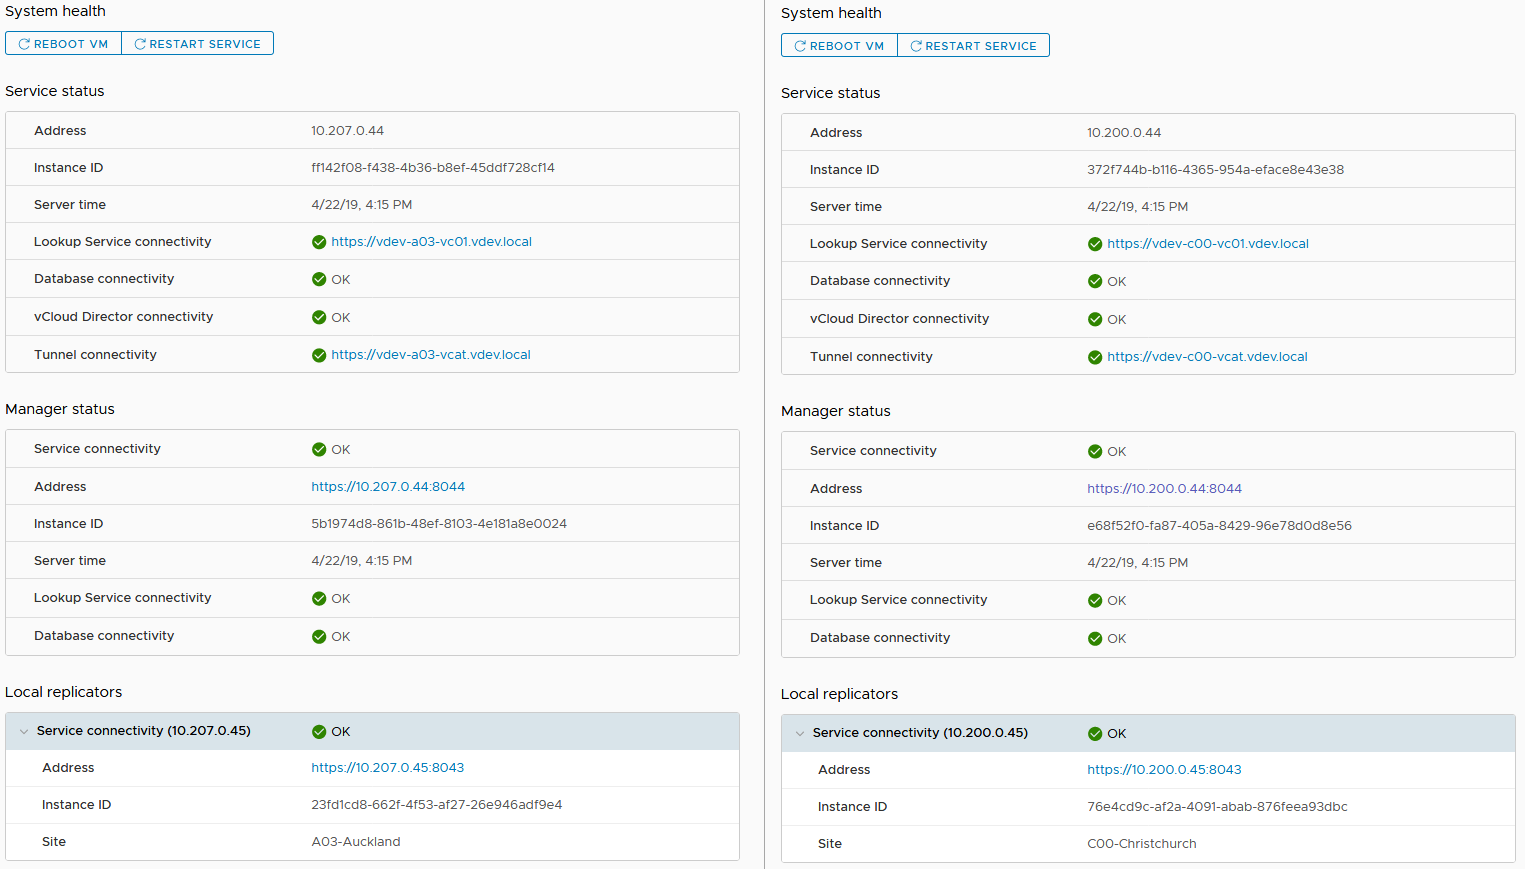 System health
REBOOT VM RESTART SERVICE
Service status
Address 10.207.0.44
Instance ID ff142f08-f438-4b36-b8ef-45ddf728cf14
Server time 4/22/19, 4:15 PM
Lookup Service connectivity https://vdev-a03-vc01.vdev.local
Database connectivity OK
vCloud Director connectivity OK
Tunnel connectivity https://vdev-a03-vcat.vdev.local
Manager status
Service connectivity OK
Address https://10.207.0.44:8044
Instance ID 5b1974d8-861b-48ef-8103-4e181a8e0024
Server time 4/22/19, 4:15 PM
Lookup Service connectivity OK
Database connectivity OK
Local replicators
Service connectivity (10.207.0.45) OK
Address https://10.207.0.45:8043
Instance ID 23fd1cd8-662f-4f53-af27-26e946adf9e4
Site A03-Auckland
System health
REBOOT VM RESTART SERVICE
Service status
Address 10.200.0.44
Instance ID 372f744b-b116-4365-954a-eface8e43e38
Server time 4/22/19, 4:15 PM
Lookup Service connectivity https://vdev-c00-vc01.vdev.local
Database connectivity OK
vCloud Director connectivity OK
Tunnel connectivity https://vdev-c00-vcat.vdev.local
Manager status
Service connectivity OK
Address https://10.200.0.44:8044
Instance ID e68f52f0-fa87-405a-8429-96e78d0d8e56
Server time 4/22/19, 4:15 PM
Lookup Service connectivity OK
Database connectivity OK
Local replicators
Service connectivity (10.200.0.45) OK
Address https://10.200.0.45:8043
Instance ID 76e4cd9c-af2a-4091-abab-876feea93dbc
Site C00-Christchurch